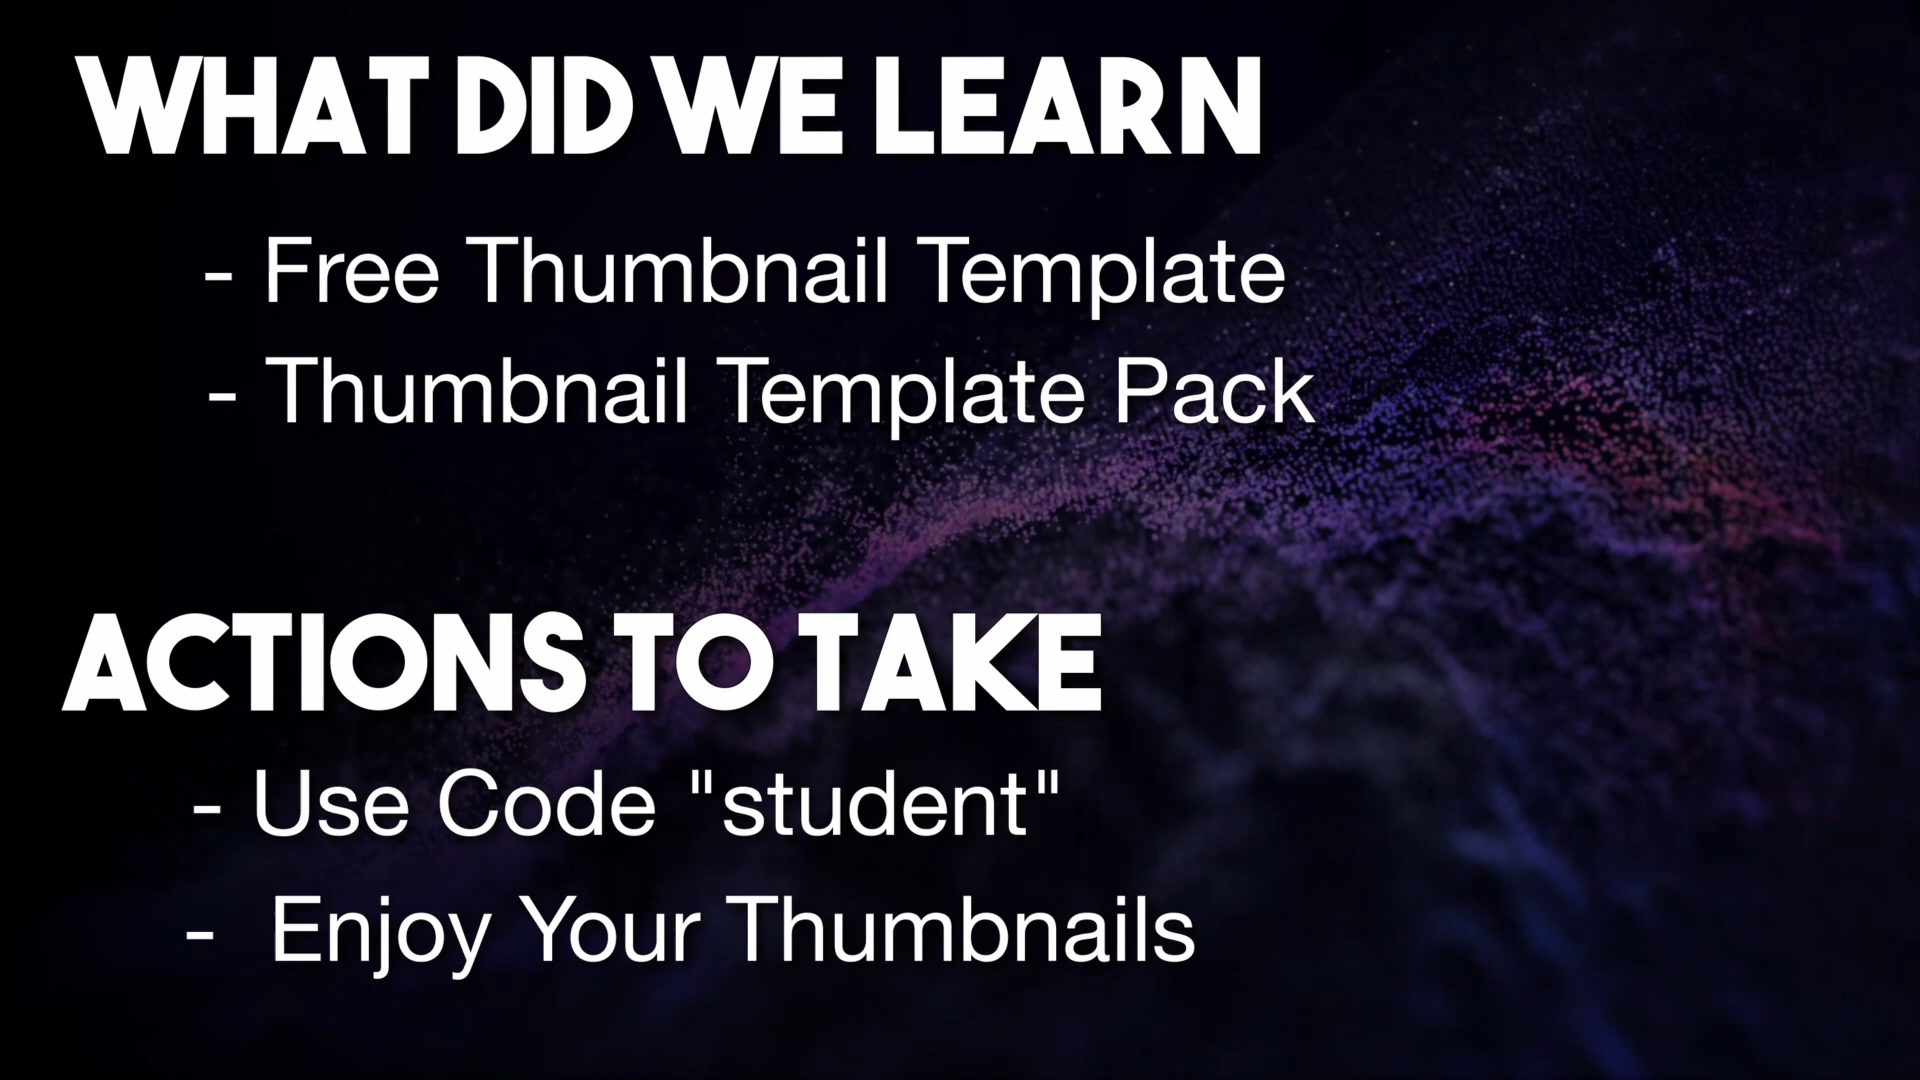 WHAT DID WE LEARN
- Free Thumbnail Template
- Thumbnail Template Pack
ACTIONS TO TAKE
- Use Code "student"
- Enjoy Your Thumbnails